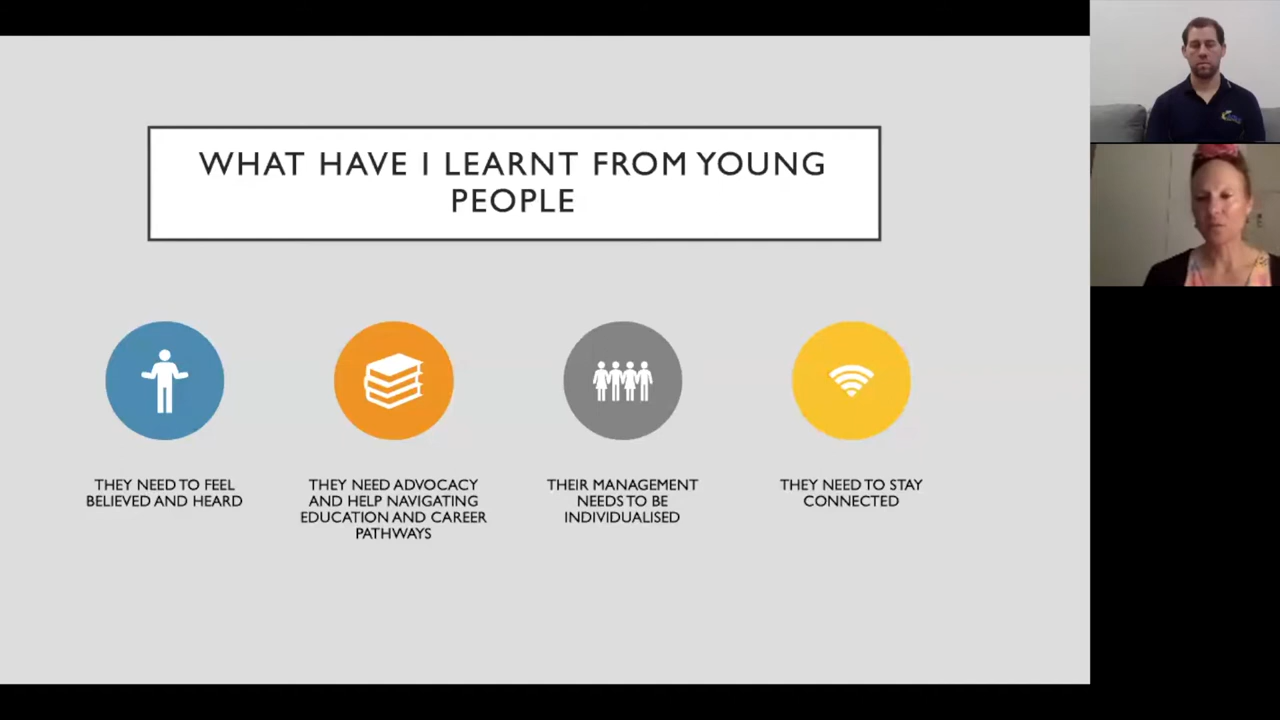 WHAT HAVE I LEARNT FROM YOUNG
PEOPLE
THEY NEED TO FEEL
BELIEVED AND HEARD
THEY NEED ADVOCACY
AND HELP NAVIGATING
EDUCATION AND CAREER
PATHWAYS
THEIR MANAGEMENT
NEEDS TO BE
INDIVIDUALISED
THEY NEED TO STAY
CONNECTED